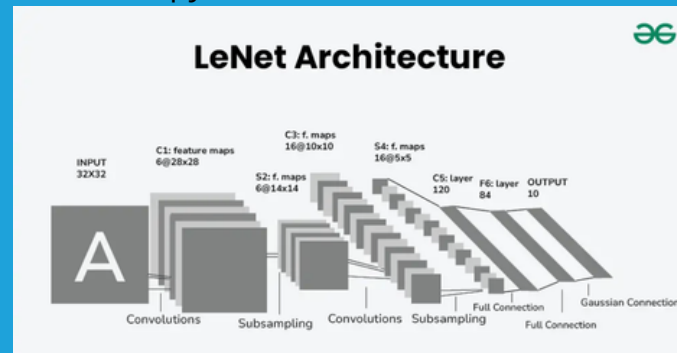 LeNet Architecture
INPUT
32X32
C1: feature maps
6@28x28
S2: f. maps
6@14x14
C3: f. maps
16@10x10
S4: f. maps
16@5x5
C5: layer
120
F6: layer
84
OUTPUT
10
A
Convolutions
Subsampling
Convolutions
Subsampling
Full Connection
Full Connection
Gaussian Connection